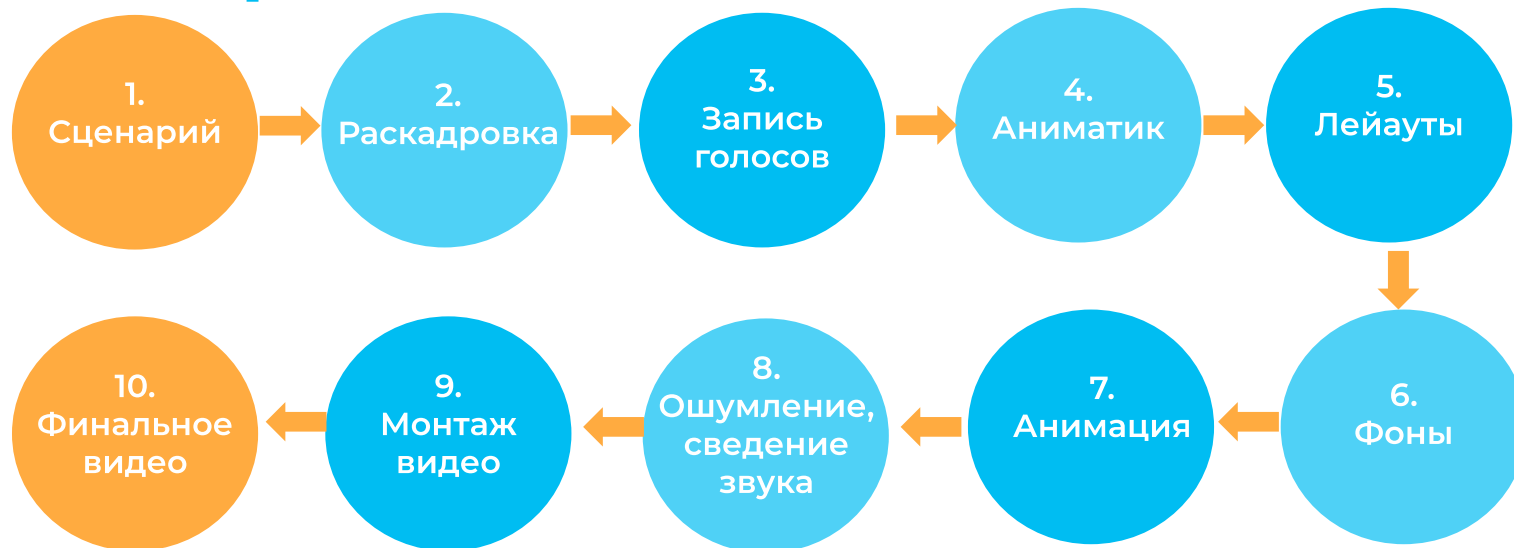 1.
Сценарий
2.
Раскадровка
3.
Запись
голосов
4.
Аниматик
5.
Лейауты
6.
Фоны
7.
Анимация
8.
Ошумление,
сведение
звука
9.
Монтаж
видео
10.
Финальное
видео